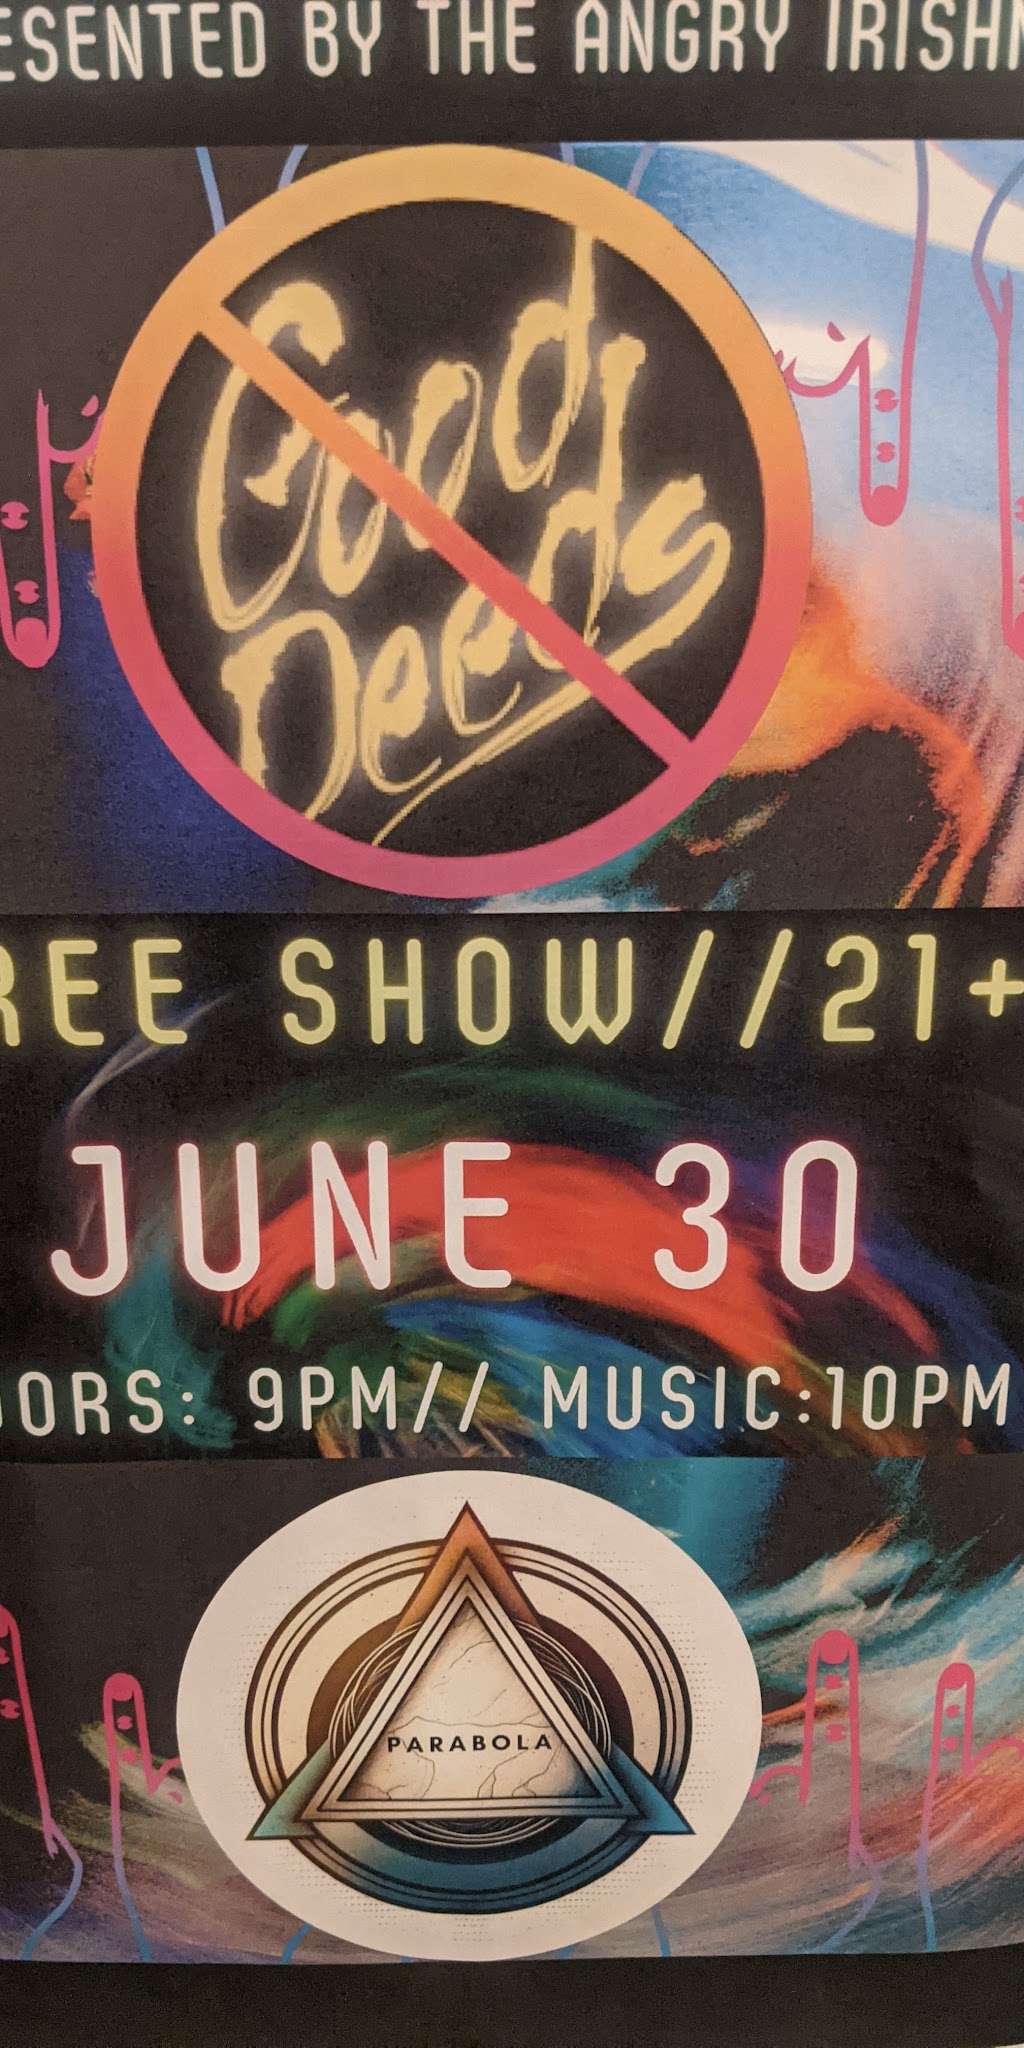 ESENTED BY THE ANGRY IRISHM
Good
Deeds
REE SHOW//21+
JUNE 30
OORS: 9PM// MUSIC:10PM
PARABOLA